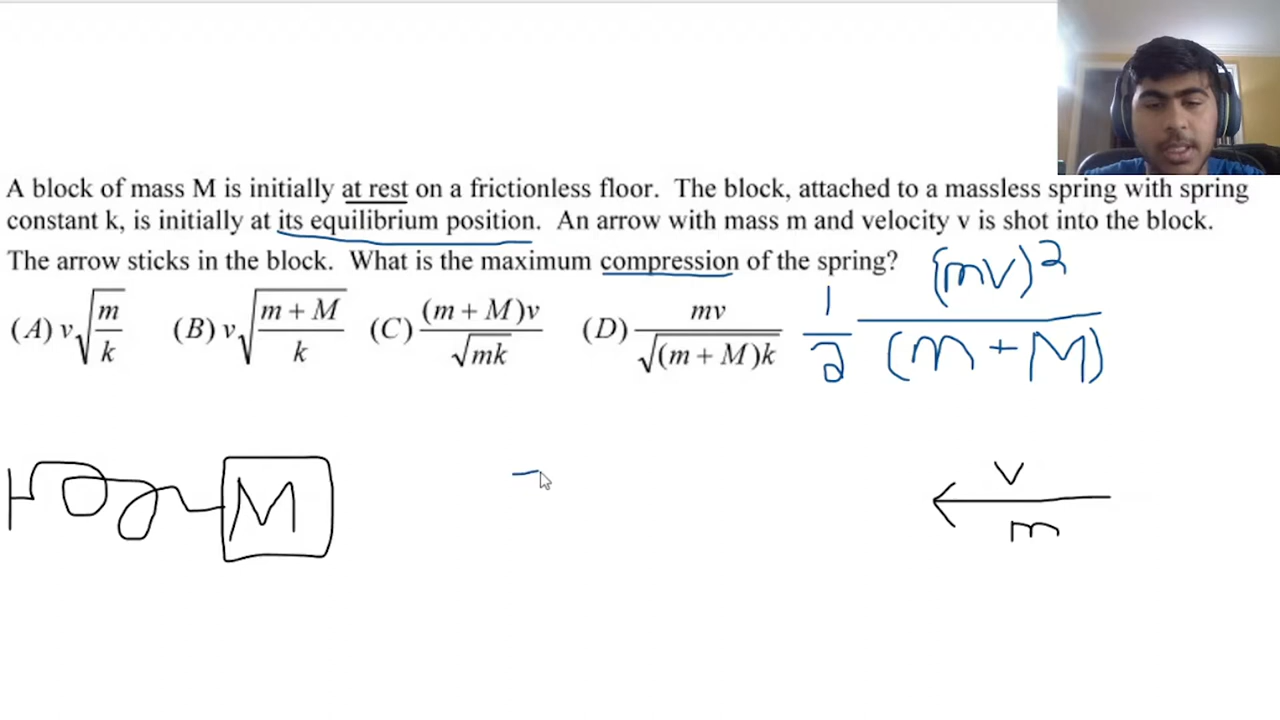 A block of mass M is initially at rest on a frictionless floor. The block, attached to a massless spring with spring
constant k, is initially at its equilibrium position. An arrow with mass m and velocity v is shot into the block.
The arrow sticks in the block. What is the maximum compression of the spring?
(A) v√(m/k) (B) v√((m + M)/k) (C) (m + M)v/√mk (D) mv/√((m + M)k)
1/2 (mv)²/(m + M)
M
v
m